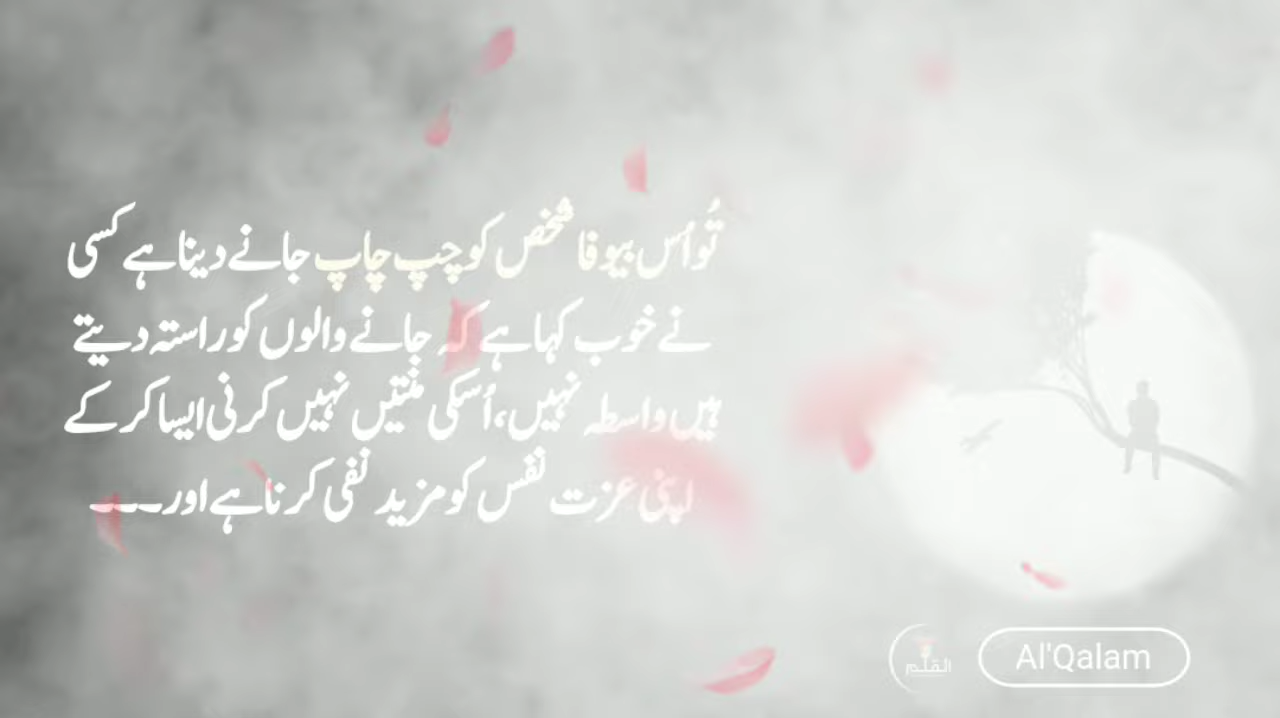 تُو اُس بیوفا شخص کو چپ چاپ جانے دینا ہے کسی
نے خوب کہا ہے کہ جانے والوں کو راستہ دیتے
ہیں واسطہ نہیں، اُسکی منتیں نہیں کرنی ایسا کر کے
اپنی عزت نفس کو مزید نفی کرنا ہے اور۔۔۔
القلم
Al'Qalam